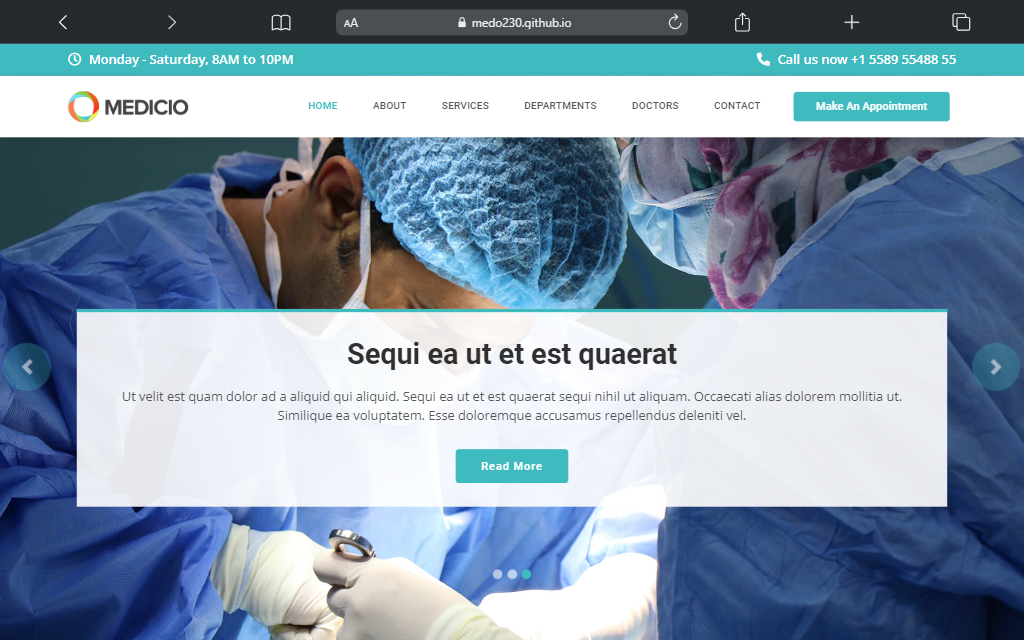 AA
medo230.github.io
Monday - Saturday, 8AM to 10PM
Call us now +1 5589 55488 55
MEDICIO
HOME
ABOUT
SERVICES
DEPARTMENTS
DOCTORS
CONTACT
Make An Appointment
Sequi ea ut et est quaerat
Ut velit est quam dolor ad a aliquid qui aliquid. Sequi ea ut et est quaerat sequi nihil ut aliquam. Occaecati alias dolorem mollitia ut.
Similique ea voluptatem. Esse doloremque accusamus repellendus deleniti vel.
Read More